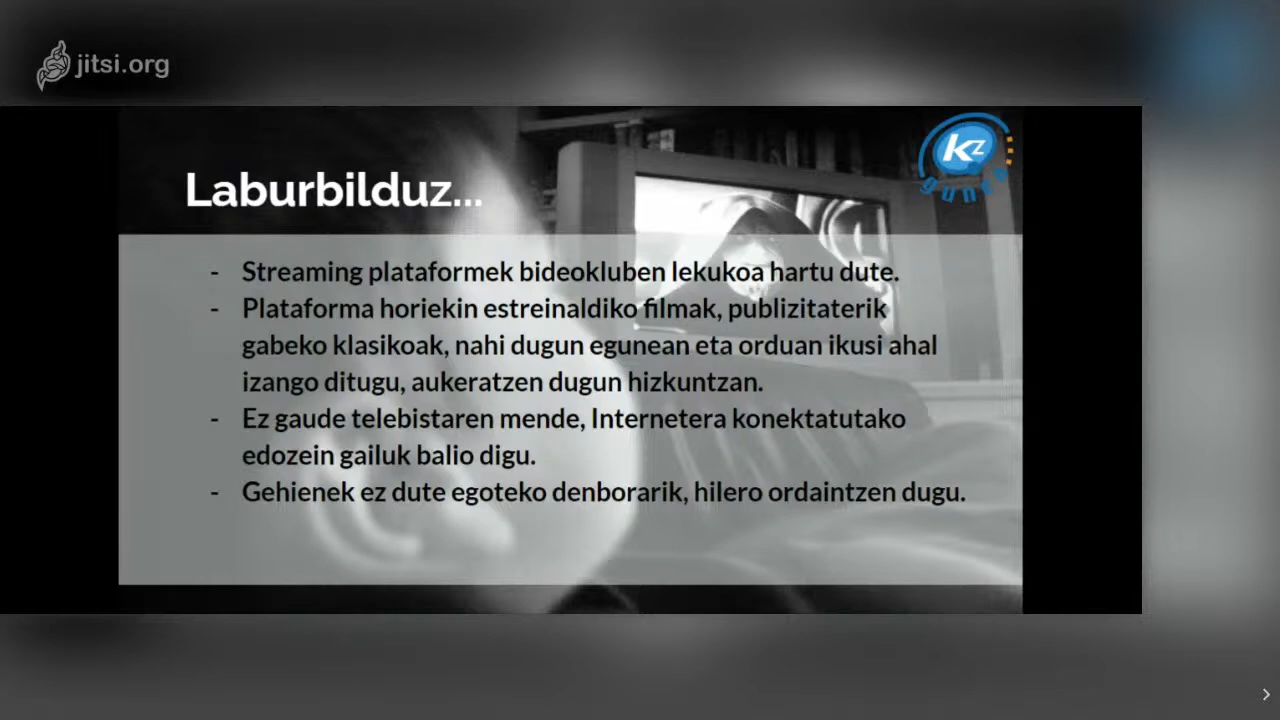 jitsi.org
kz
gunea
Laburbilduz...
- Streaming plataformek bideokluben lekukoa hartu dute.
- Plataforma horiekin estreinaldiko filmak, publizitaterik
gabeko klasikoak, nahi dugun egunean eta orduan ikusi ahal
izango ditugu, aukeratzen dugun hizkuntzan.
- Ez gaude telebistaren mende, Internetera konektatutako
edozein gailuk balio digu.
- Gehienek ez dute egoteko denborarik, hilero ordaintzen dugu.